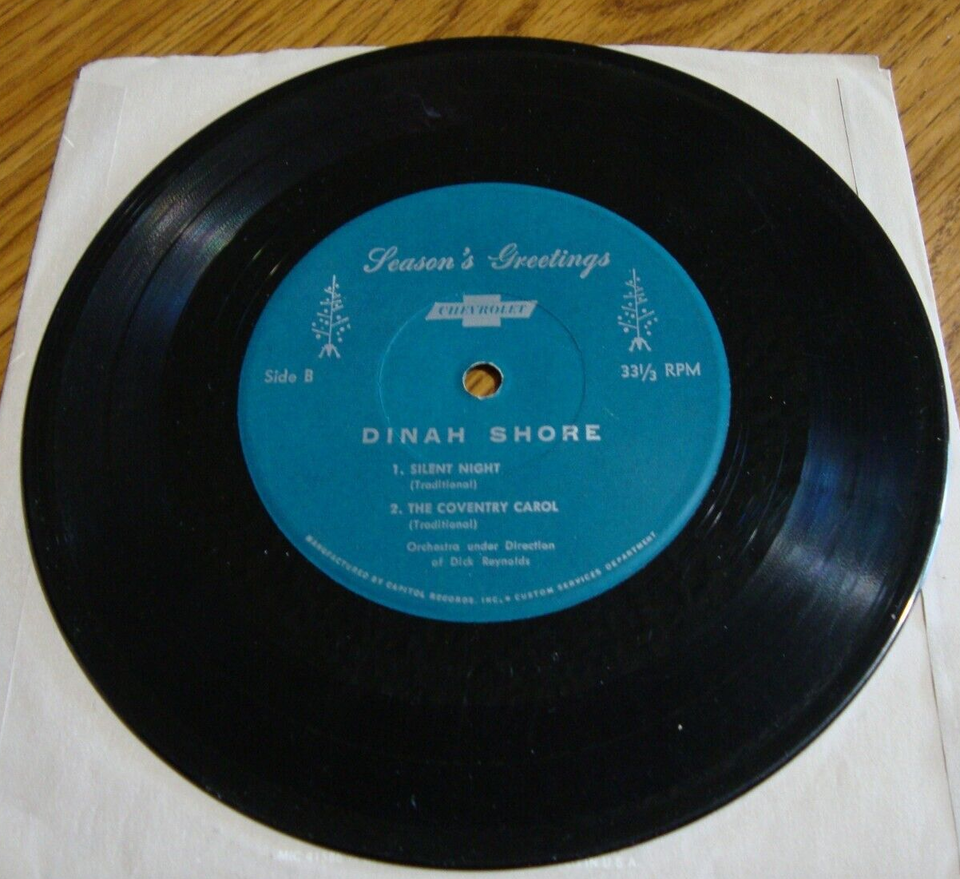 Season's Greetings
CHEVROLET
Side B
33⅓ RPM
DINAH SHORE
1. SILENT NIGHT
(Traditional)
2. THE COVENTRY CAROL
(Traditional)
Orchestra under Direction
of Dick Reynolds
MANUFACTURED BY CAPITOL RECORDS, INC. • CUSTOM SERVICES DEPARTMENT
IN U.S.A.